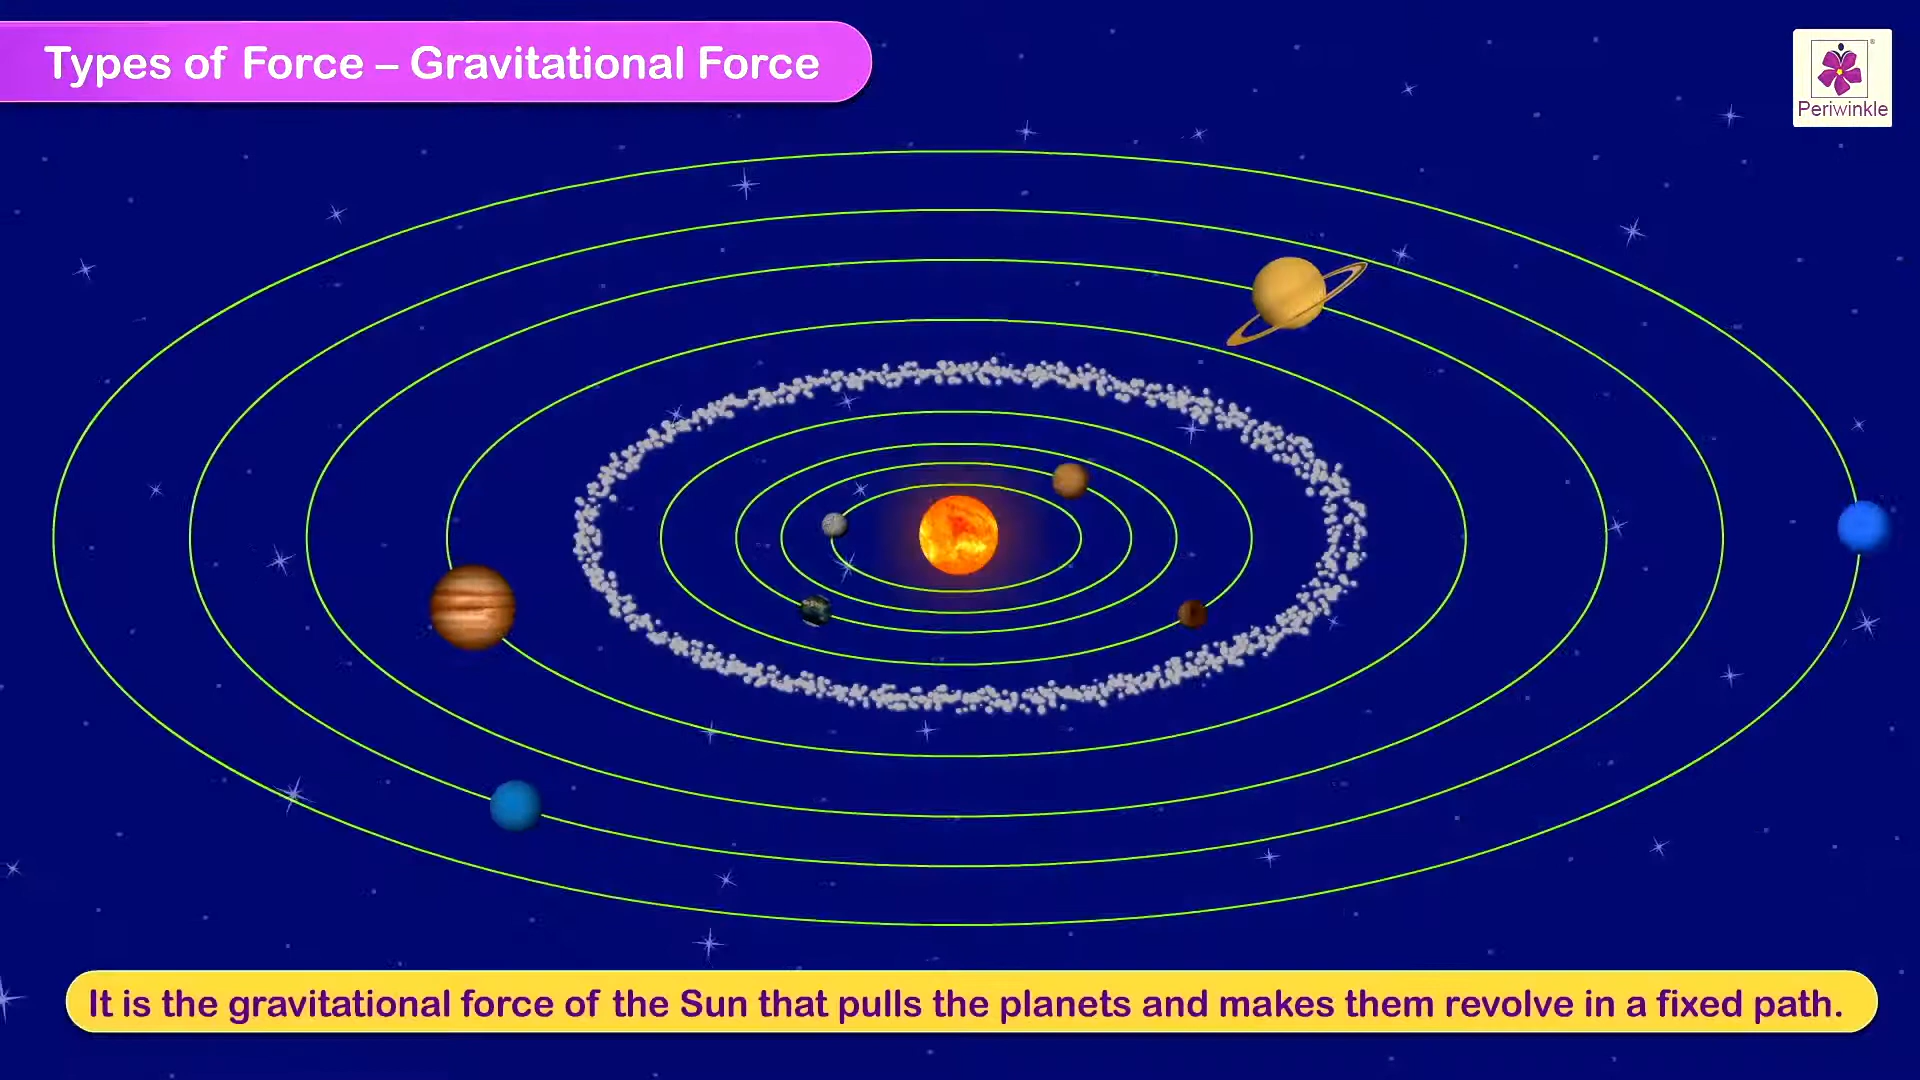 Types of Force – Gravitational Force
Periwinkle
It is the gravitational force of the Sun that pulls the planets and makes them revolve in a fixed path.